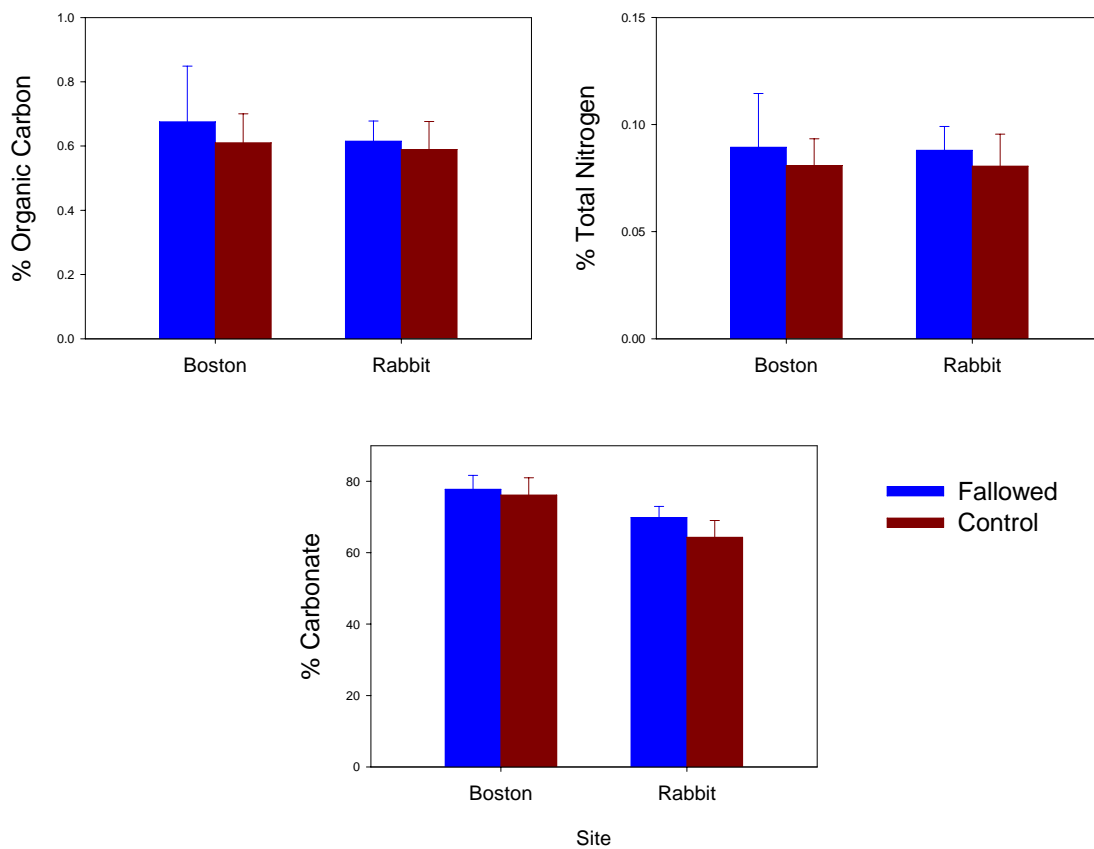 % Organic Carbon
1.0
0.8
0.6
0.4
0.2
0.0
Boston Rabbit
% Total Nitrogen
0.15
0.10
0.05
0.00
Boston Rabbit
% Carbonate
80
60
40
20
0
Boston Rabbit
Site
Fallowed
Control